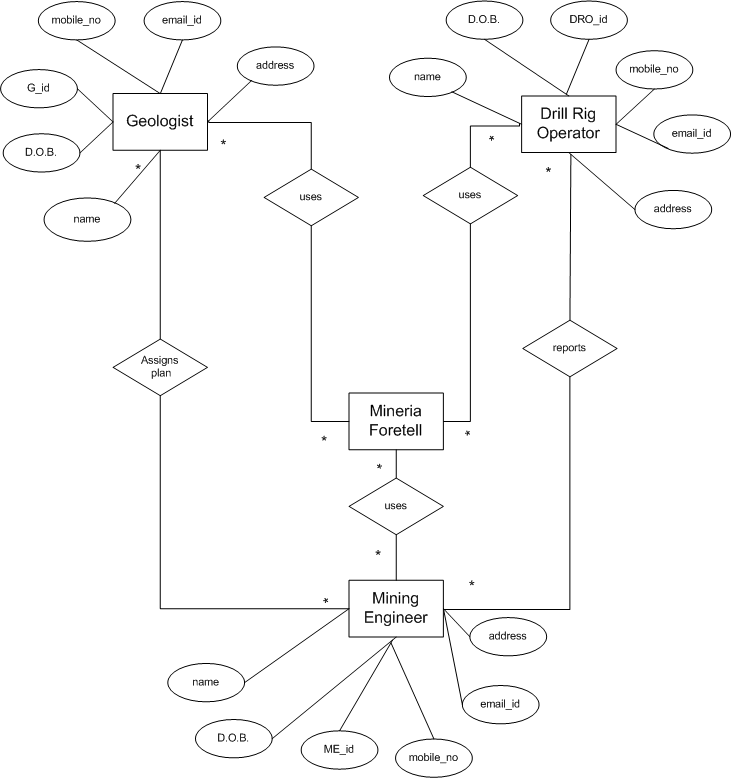 mobile_no
email_id
D.O.B.
DRO_id
address
name
mobile_no
G_id
Geologist
Drill Rig
Operator
email_id
D.O.B.
*
*
*
*
name
uses
uses
address
Assigns
plan
reports
Mineria
Foretell
*
*
*
uses
*
*
*
Mining
Engineer
address
name
email_id
D.O.B.
ME_id
mobile_no